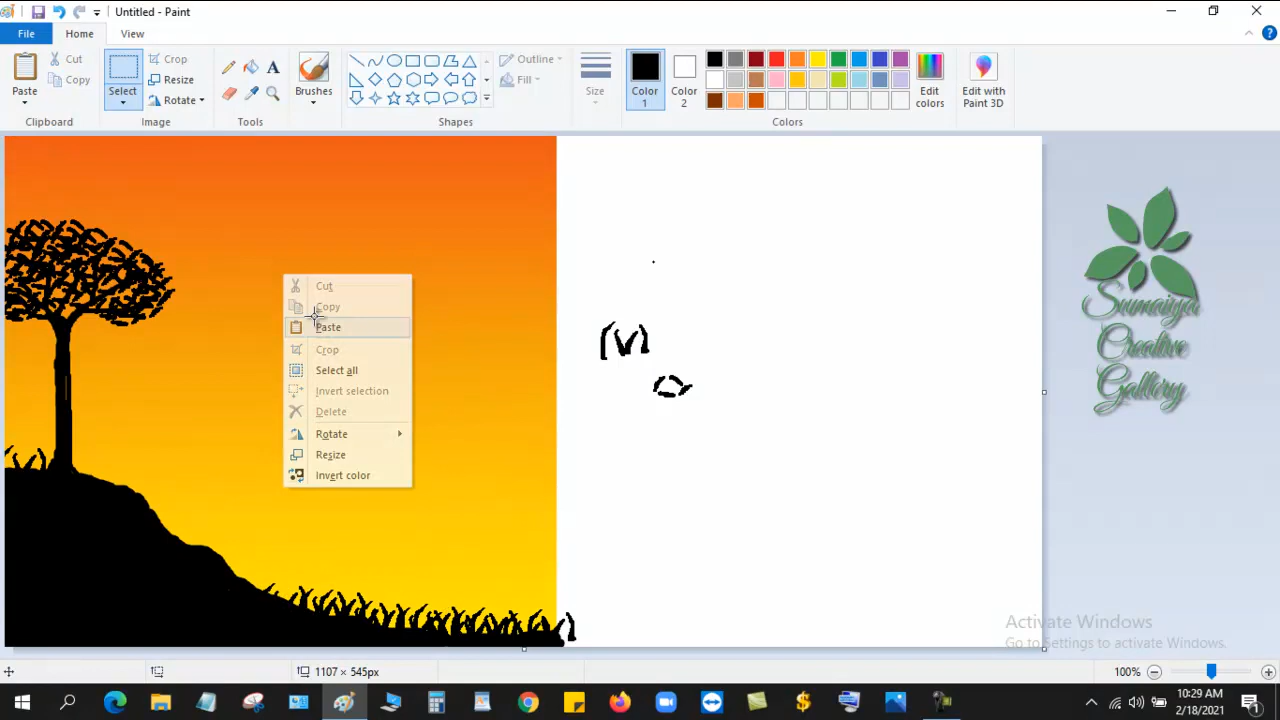 Untitled - Paint
File
Home
View
Paste
Cut
Copy
Clipboard
Select
Crop
Resize
Rotate
Image
Tools
Brushes
Shapes
Outline
Fill
Size
Color 1
Color 2
Colors
Edit colors
Edit with Paint 3D
Cut
Copy
Paste
Crop
Select all
Invert selection
Delete
Rotate
Resize
Invert color
Sumaiya
Creative
Gallery
Activate Windows
Go to Settings to activate Windows.
1107 × 545px
100%
10:29 AM
2/18/2021